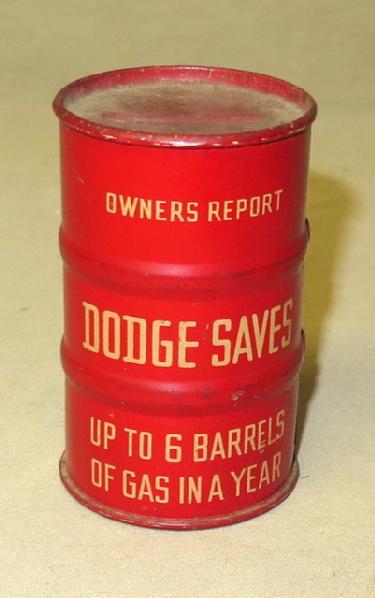 OWNERS REPORT
DODGE SAVES
UP TO 6 BARRELS
OF GAS IN A YEAR